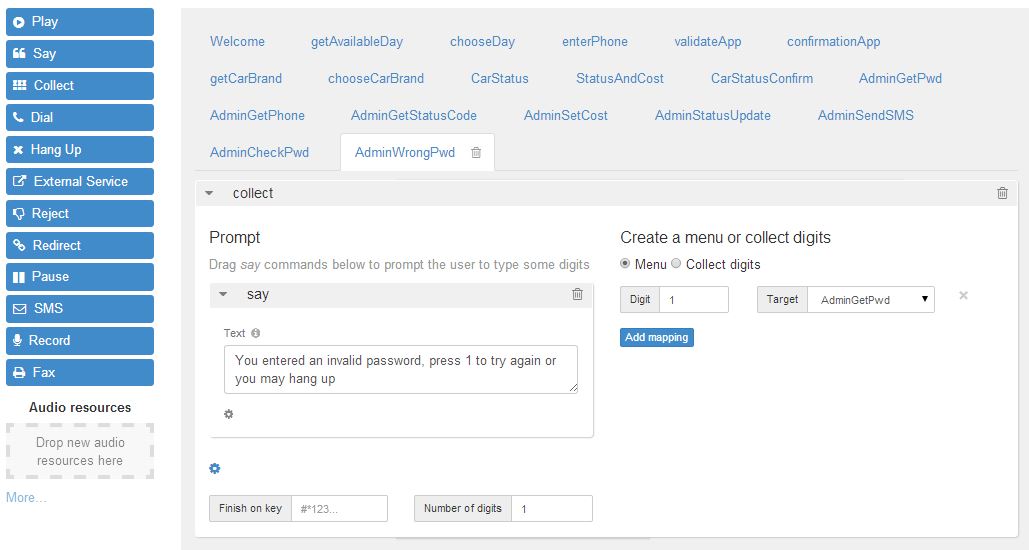 Play
Say
Collect
Dial
Hang Up
External Service
Reject
Redirect
Pause
SMS
Record
Fax
Audio resources
Drop new audio
resources here
More...
Welcome getAvailableDay chooseDay enterPhone validateApp confirmationApp
getCarBrand chooseCarBrand CarStatus StatusAndCost CarStatusConfirm AdminGetPwd
AdminGetPhone AdminGetStatusCode AdminSetCost AdminStatusUpdate AdminSendSMS
AdminCheckPwd AdminWrongPwd
collect
Prompt
Drag say commands below to prompt the user to type some digits
say
Text
You entered an invalid password, press 1 to try again or
you may hang up
Finish on key #*123... Number of digits 1
Create a menu or collect digits
Menu Collect digits
Digit 1 Target AdminGetPwd
Add mapping